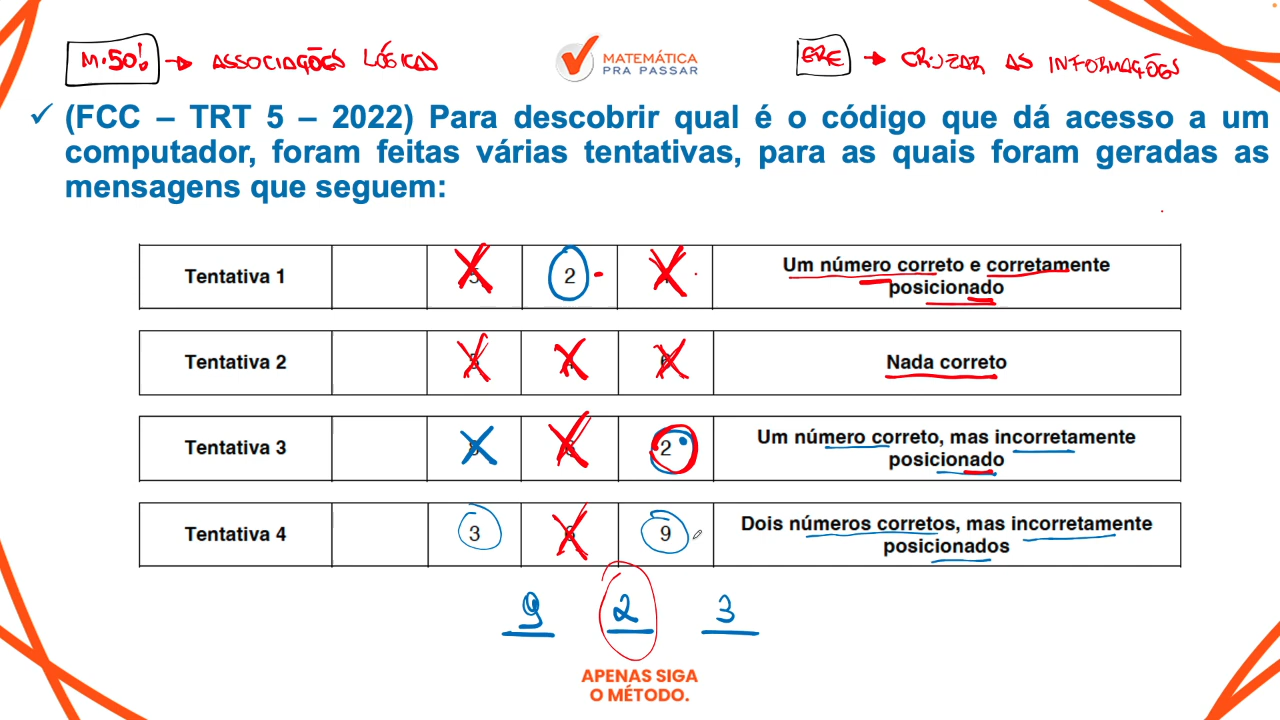 M.50! → ASSOCIAÇÕES LÓGICAS
MATEMÁTICA
PRA PASSAR
ERE → CRUZAR AS INFORMAÇÕES
✓ (FCC – TRT 5 – 2022) Para descobrir qual é o código que dá acesso a um
computador, foram feitas várias tentativas, para as quais foram geradas as
mensagens que seguem:
Tentativa 1 2 Um número correto e corretamente
posicionado
Tentativa 2 Nada correto
Tentativa 3 2 Um número correto, mas incorretamente
posicionado
Tentativa 4 3 9 Dois números corretos, mas incorretamente
posicionados
9 2 3
APENAS SIGA
O MÉTODO.